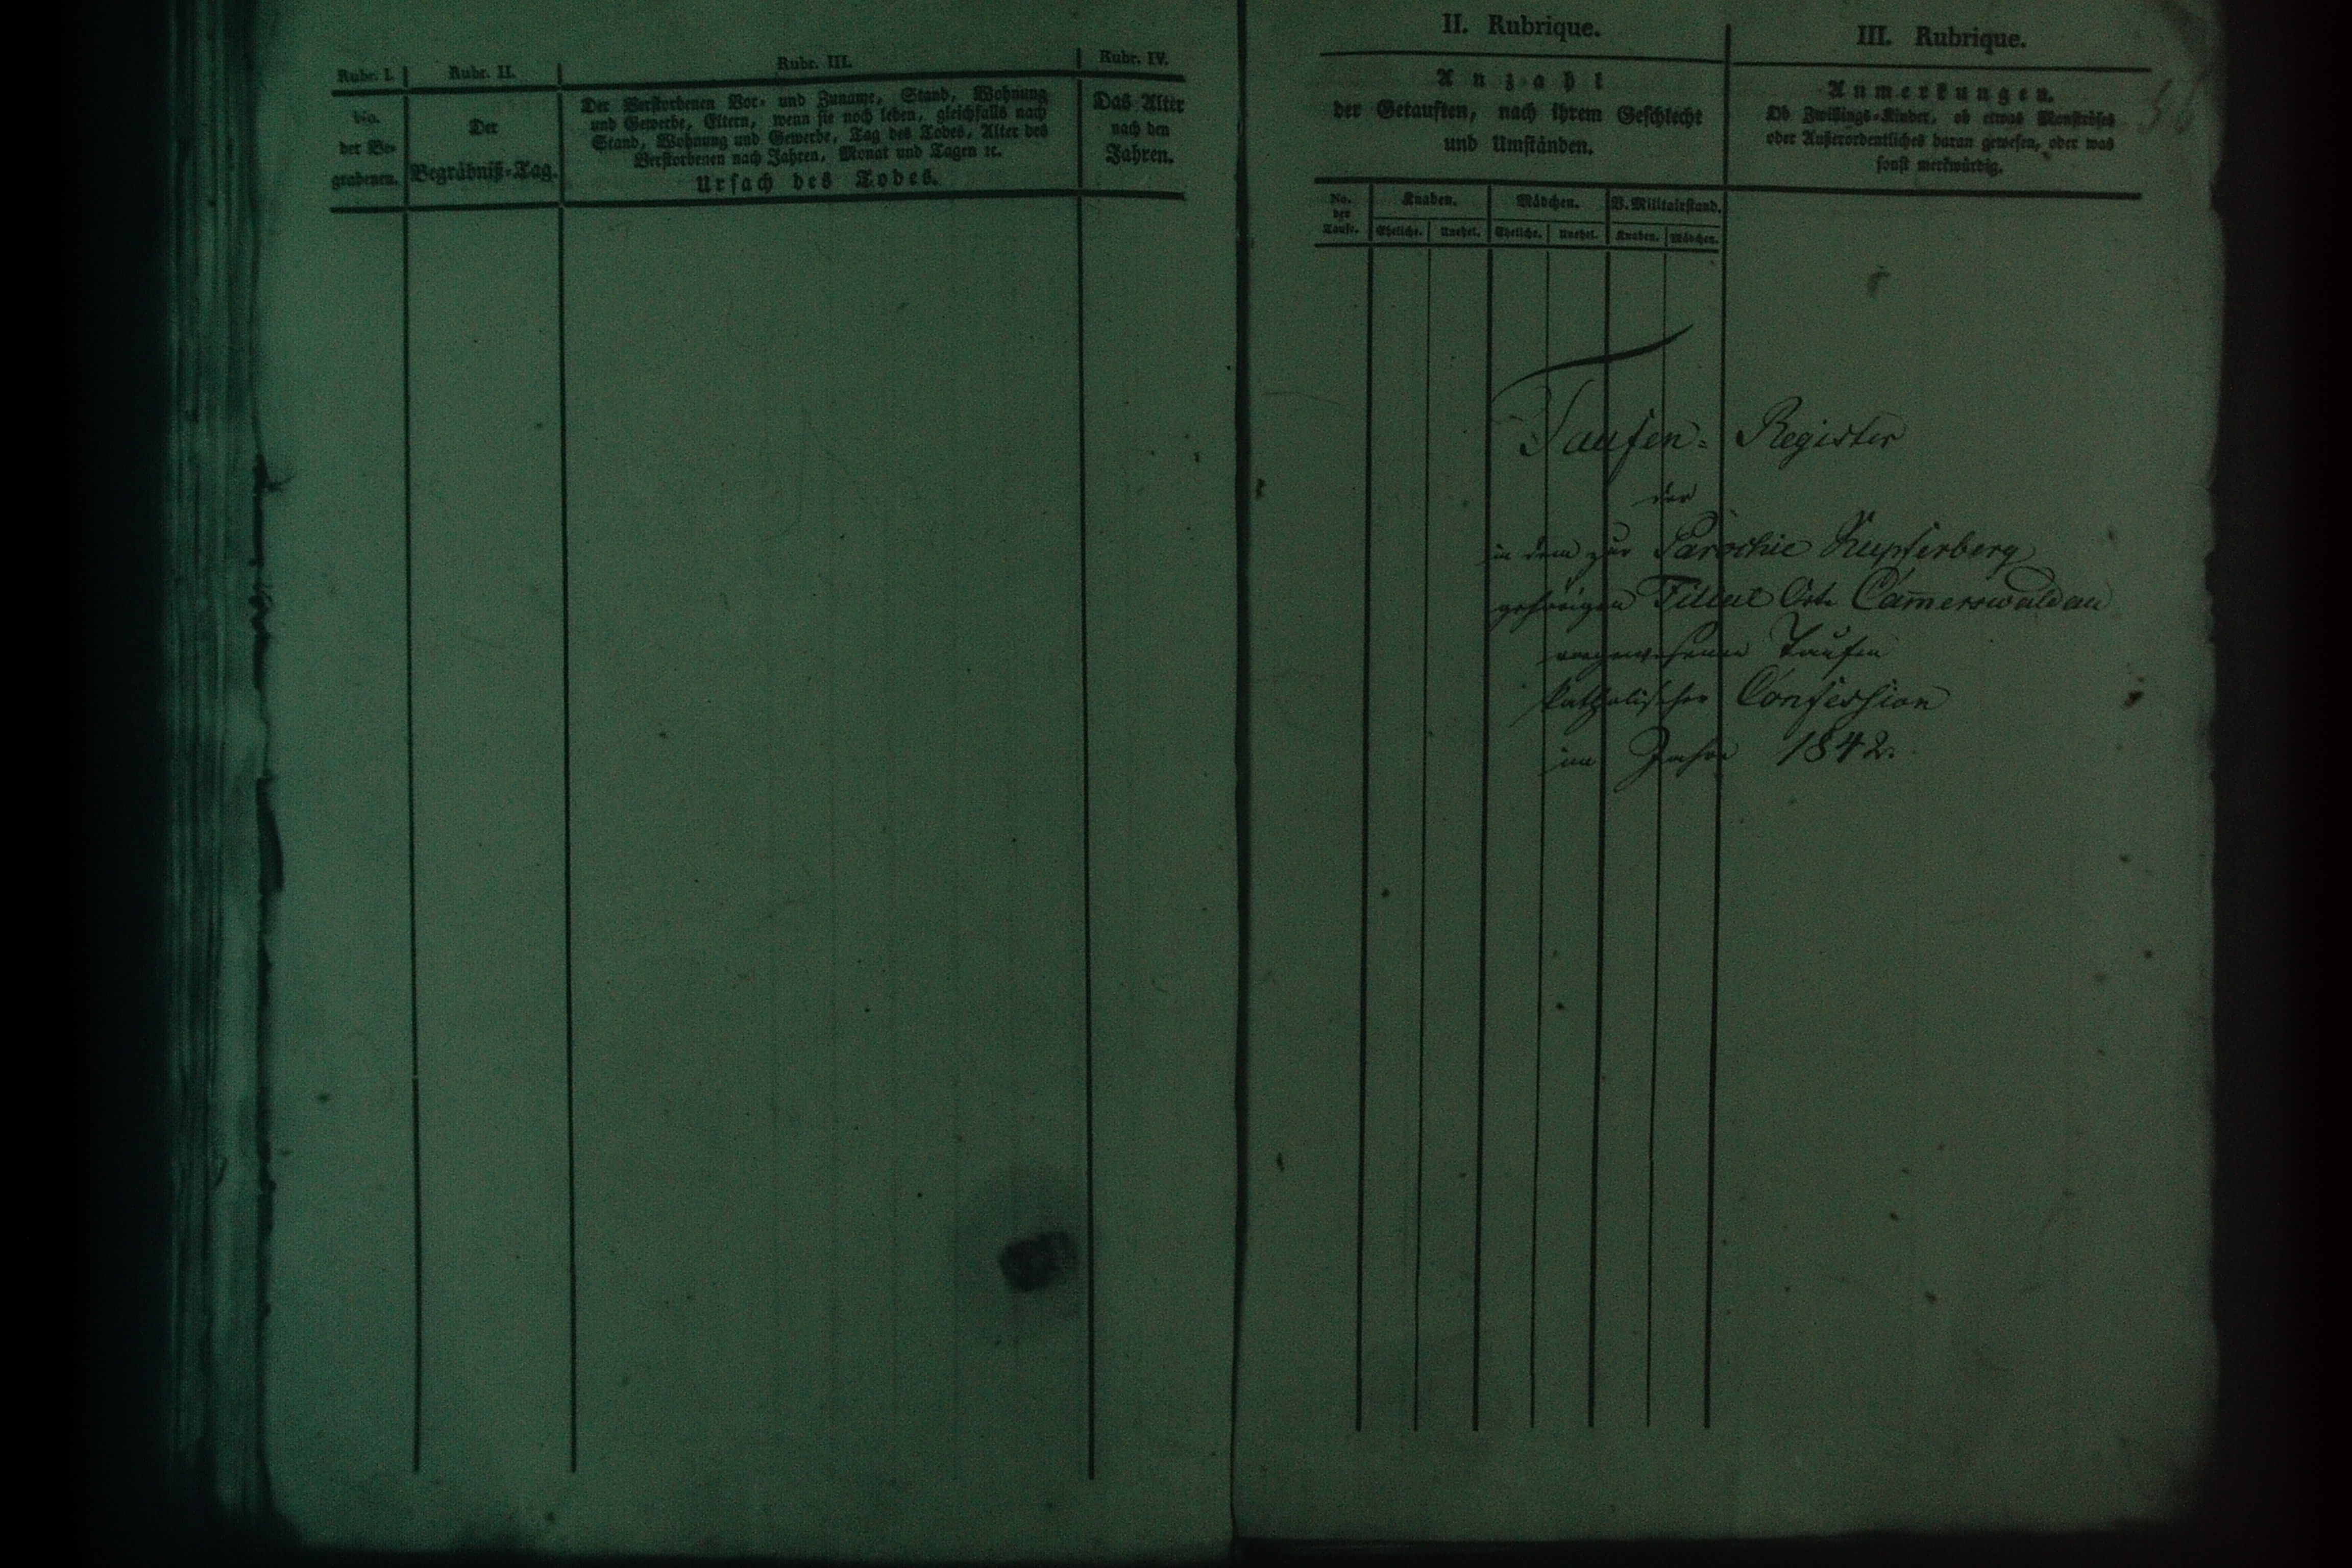 Rubr. I. Rubr. II. Rubr. III. Rubr. IV.
No.
der Be-
grabenen.
Der
Begräbniß-Tag.
Der Verstorbenen Vor- und Zuname, Stand, Wohnung
und Gewerbe, Eltern, wenn sie noch leben, gleichfalls nach
Stand, Wohnung und Gewerbe, Tag des Todes, Alter des
Verstorbenen nach Jahren, Monat und Tagen ꝛc.
Ursach des Todes.
Das Alter
nach den
Jahren.
II. Rubrique.
Anzahl
der Getauften, nach ihrem Geschlecht
und Umständen.
No.
der
Taufe.
Knaben. Mädchen. V. Militairstand.
Eheliche. Unehel. Eheliche. Unehel. Knaben. Mädchen.
III. Rubrique.
Anmerkungen.
Ob Zwillings-Kinder, ob etwas Monströses
oder Außerordentliches daran gewesen, oder was
sonst merkwürdig.
Taufen-Register
der
in dem zur Parochie Kupferberg
gehörigen Filial Orte Cam̄erswaldau
vorgewesenen Taufen
katholischer Confession
im Jahre 1842.